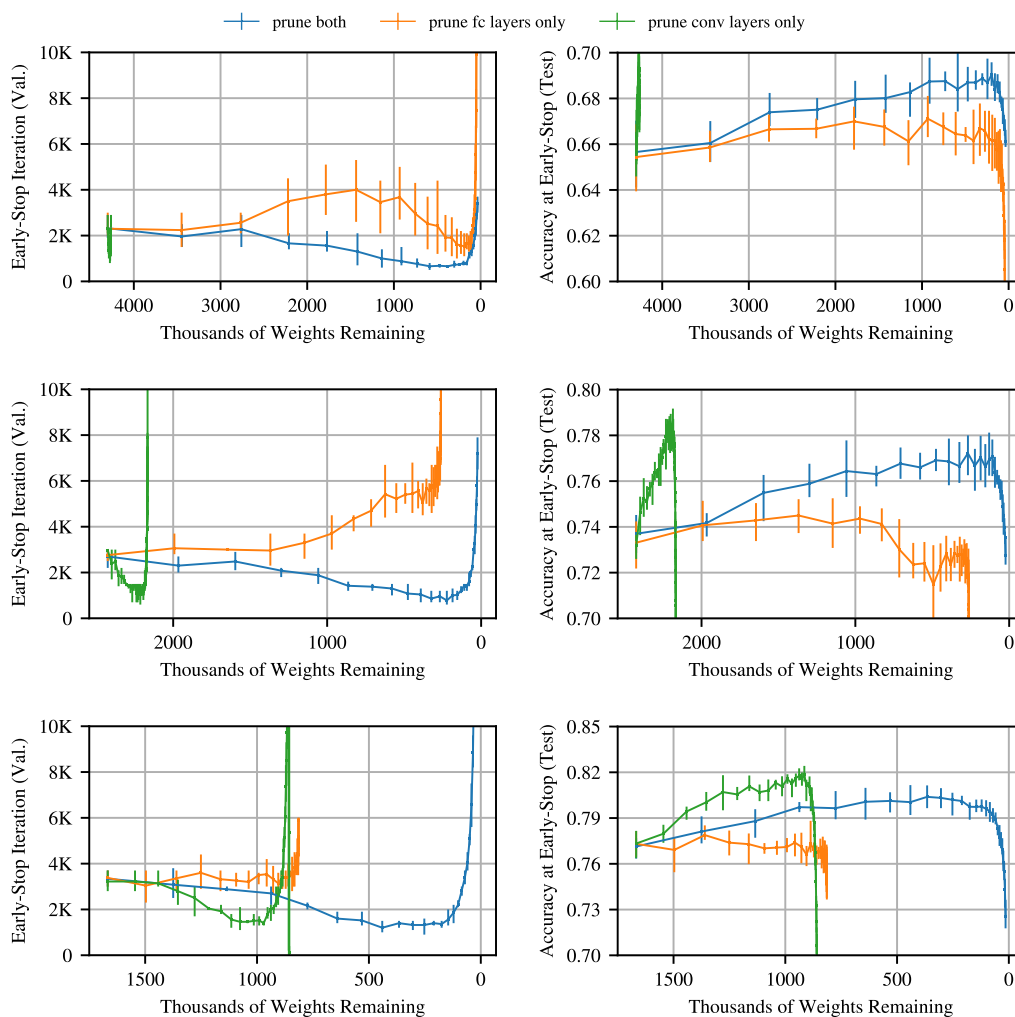 prune both prune fc layers only prune conv layers only
Early-Stop Iteration (Val.)
10K
8K
6K
4K
2K
0
4000 3000 2000 1000 0
Thousands of Weights Remaining
Accuracy at Early-Stop (Test)
0.70
0.68
0.66
0.64
0.62
0.60
4000 3000 2000 1000 0
Thousands of Weights Remaining
Early-Stop Iteration (Val.)
10K
8K
6K
4K
2K
0
2000 1000 0
Thousands of Weights Remaining
Accuracy at Early-Stop (Test)
0.80
0.78
0.76
0.74
0.72
0.70
2000 1000 0
Thousands of Weights Remaining
Early-Stop Iteration (Val.)
10K
8K
6K
4K
2K
0
1500 1000 500 0
Thousands of Weights Remaining
Accuracy at Early-Stop (Test)
0.85
0.82
0.79
0.76
0.73
0.70
1500 1000 500 0
Thousands of Weights Remaining